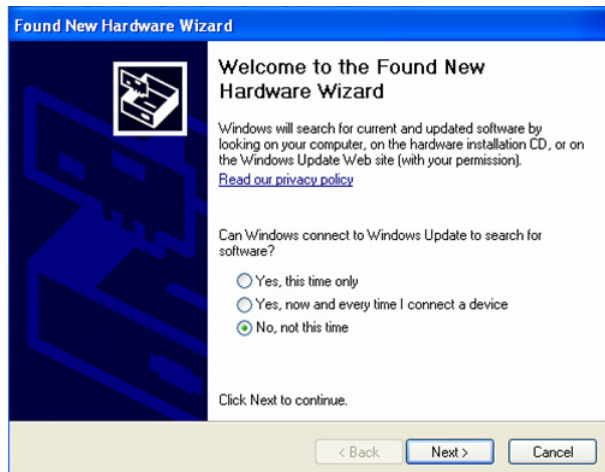 Found New Hardware Wizard
Welcome to the Found New
Hardware Wizard
Windows will search for current and updated software by
looking on your computer, on the hardware installation CD, or on
the Windows Update Web site (with your permission).
Read our privacy policy
Can Windows connect to Windows Update to search for
software?
Yes, this time only
Yes, now and every time I connect a device
No, not this time
Click Next to continue.
< Back
Next >
Cancel